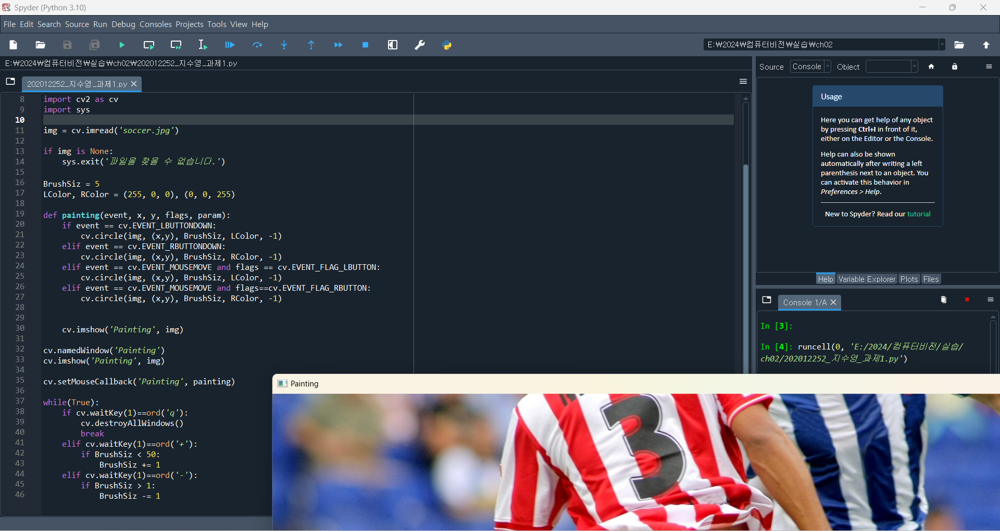 Spyder (Python 3.10)
File Edit Search Source Run Debug Consoles Projects Tools View Help
E:₩2024₩컴퓨터비전₩실습₩ch02
E:₩2024₩컴퓨터비전₩실습₩ch02₩202012252_지수영_과제1.py
202012252_지수영_과제1.py
8 import cv2 as cv
9 import sys
10
11 img = cv.imread('soccer.jpg')
12
13 if img is None:
14     sys.exit('파일을 찾을 수 없습니다.')
15
16 BrushSiz = 5
17 LColor, RColor = (255, 0, 0), (0, 0, 255)
18
19 def painting(event, x, y, flags, param):
20     if event == cv.EVENT_LBUTTONDOWN:
21         cv.circle(img, (x,y), BrushSiz, LColor, -1)
22     elif event == cv.EVENT_RBUTTONDOWN:
23         cv.circle(img, (x,y), BrushSiz, RColor, -1)
24     elif event == cv.EVENT_MOUSEMOVE and flags == cv.EVENT_FLAG_LBUTTON:
25         cv.circle(img, (x,y), BrushSiz, LColor, -1)
26     elif event == cv.EVENT_MOUSEMOVE and flags==cv.EVENT_FLAG_RBUTTON:
27         cv.circle(img, (x,y), BrushSiz, RColor, -1)
28
29
30     cv.imshow('Painting', img)
31
32 cv.namedWindow('Painting')
33 cv.imshow('Painting', img)
34
35 cv.setMouseCallback('Painting', painting)
36
37 while(True):
38     if cv.waitKey(1)==ord('q'):
39         cv.destroyAllWindows()
40         break
41     elif cv.waitKey(1)==ord('+'):
42         if BrushSiz < 50:
43             BrushSiz += 1
44     elif cv.waitKey(1)==ord('-'):
45         if BrushSiz > 1:
46             BrushSiz -= 1
Source Console Object
Usage
Here you can get help of any object
by pressing Ctrl+I in front of it,
either on the Editor or the Console.
Help can also be shown
automatically after writing a left
parenthesis next to an object. You
can activate this behavior in
Preferences > Help.
New to Spyder? Read our tutorial
Help Variable Explorer Plots Files
Console 1/A
In [3]:
In [4]: runcell(0, 'E:/2024/컴퓨터비전/실습/
ch02/202012252_지수영_과제1.py')
Painting
3